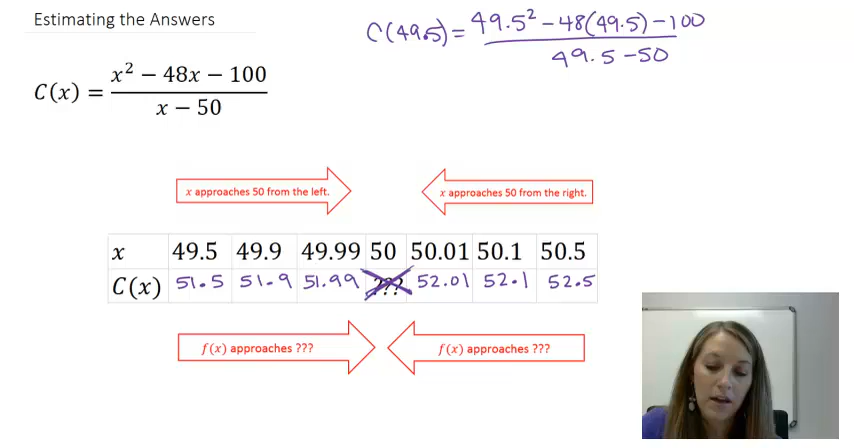 Estimating the Answers
C(49.5) = 49.5² - 48(49.5) - 100
49.5 - 50
C(x) = x² − 48x − 100
x − 50
x approaches 50 from the left.
x approaches 50 from the right.
x 49.5 49.9 49.99 50 50.01 50.1 50.5
C(x) 51.5 51.9 51.99 ??? 52.01 52.1 52.5
f(x) approaches ???
f(x) approaches ???